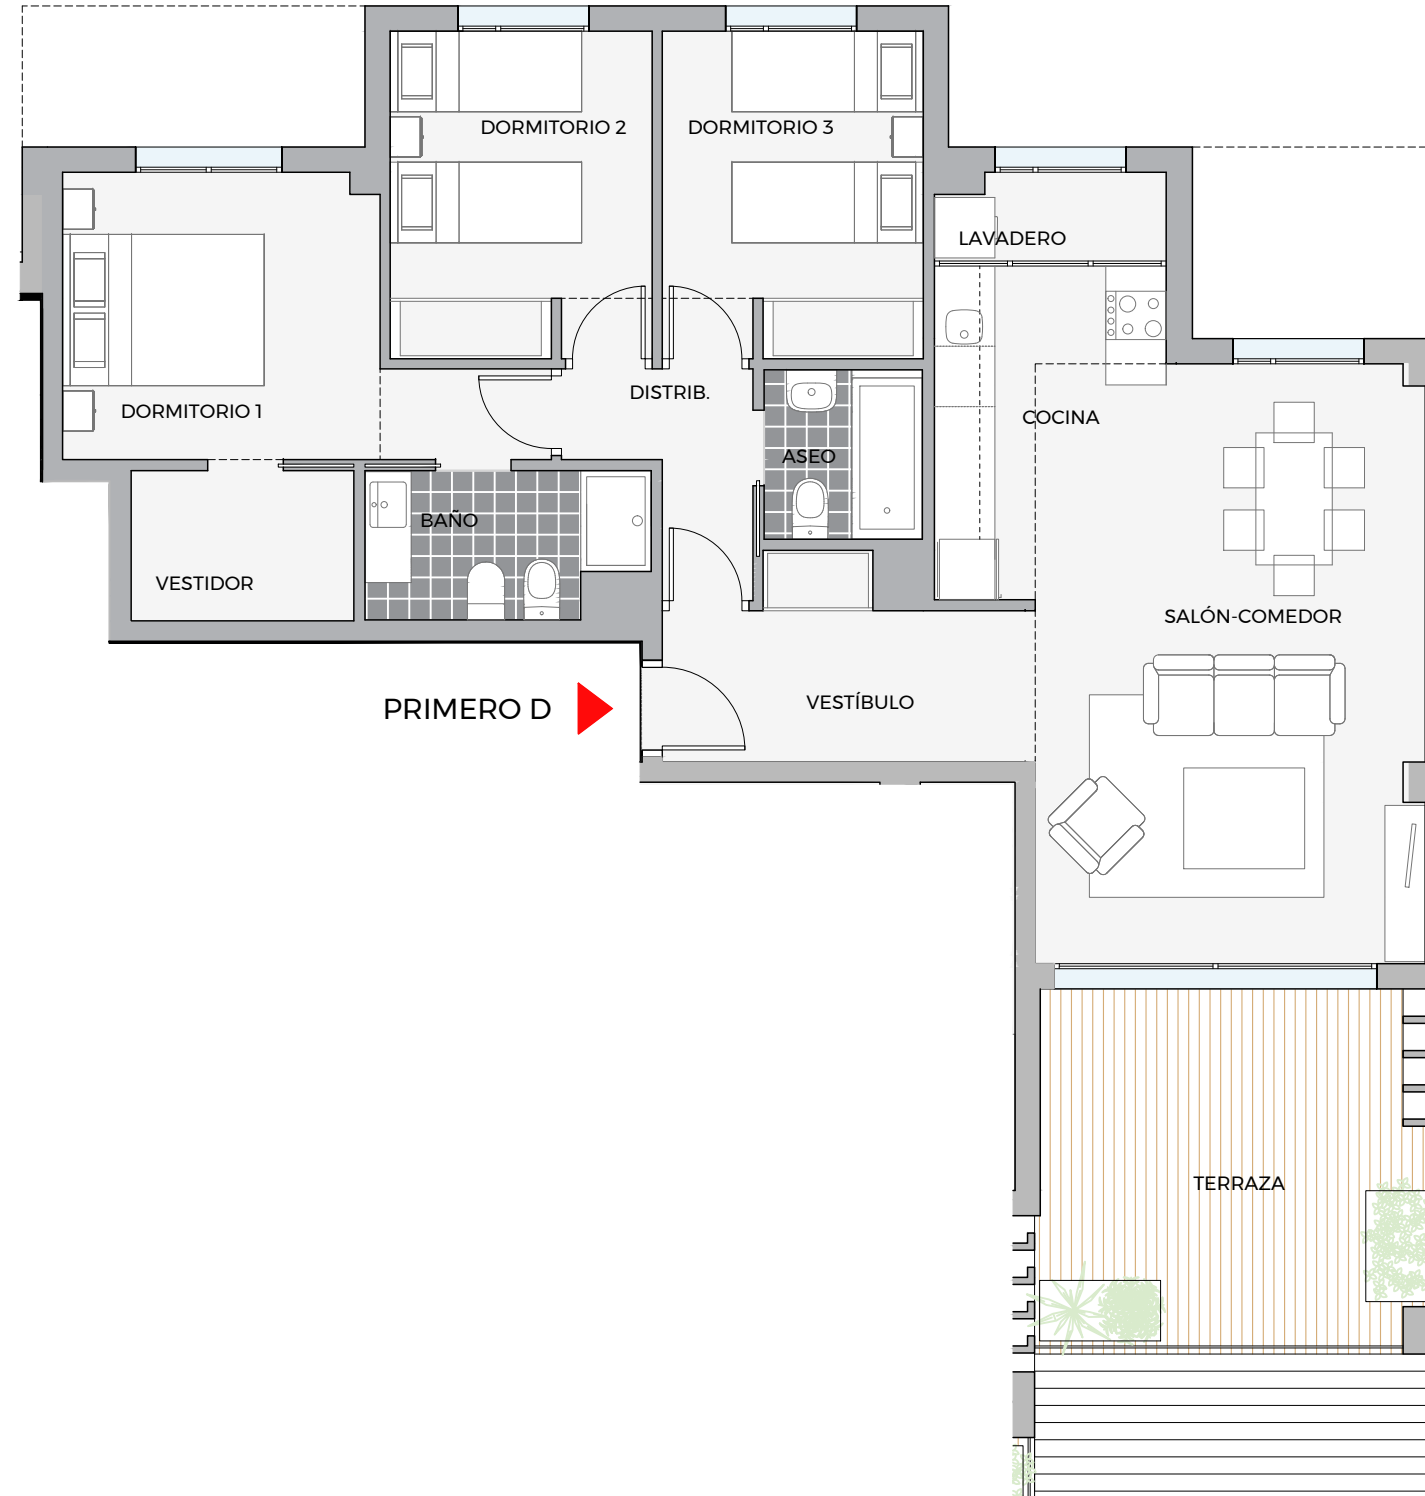 DORMITORIO 2
DORMITORIO 3
LAVADERO
DORMITORIO 1
DISTRIB.
COCINA
ASEO
BAÑO
VESTIDOR
SALÓN-COMEDOR
PRIMERO D
VESTÍBULO
TERRAZA